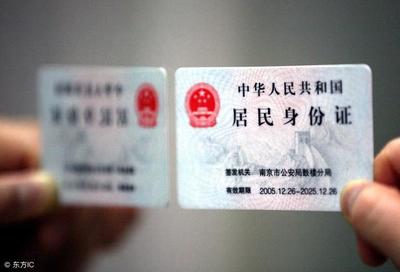 中华人民共和国
居民身份证
签发机关 南京市公安局鼓楼分局
有效期限 2005.12.26-2025.12.26
©东方IC